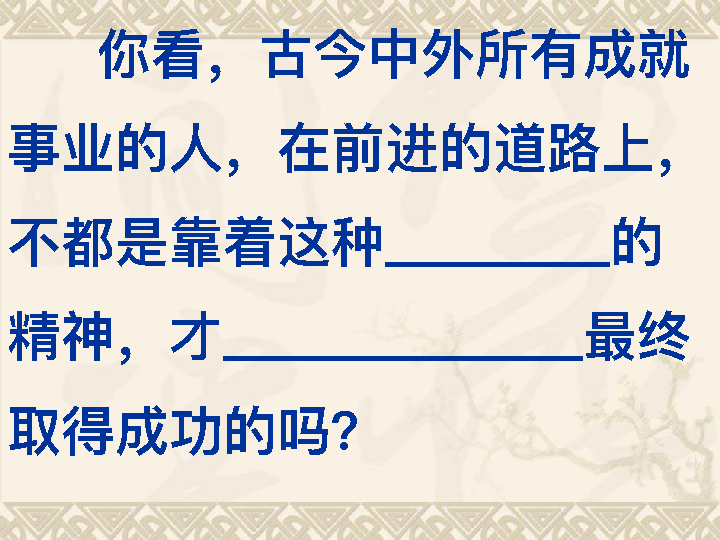 你看，古今中外所有成就
事业的人，在前进的道路上，
不都是靠着这种________的
精神，才_____________最终
取得成功的吗？